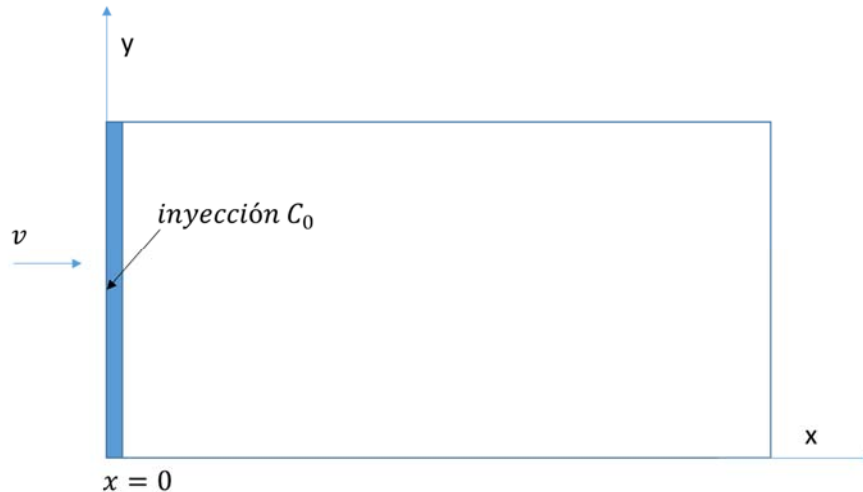 y
inyección C₀
v
x
x = 0